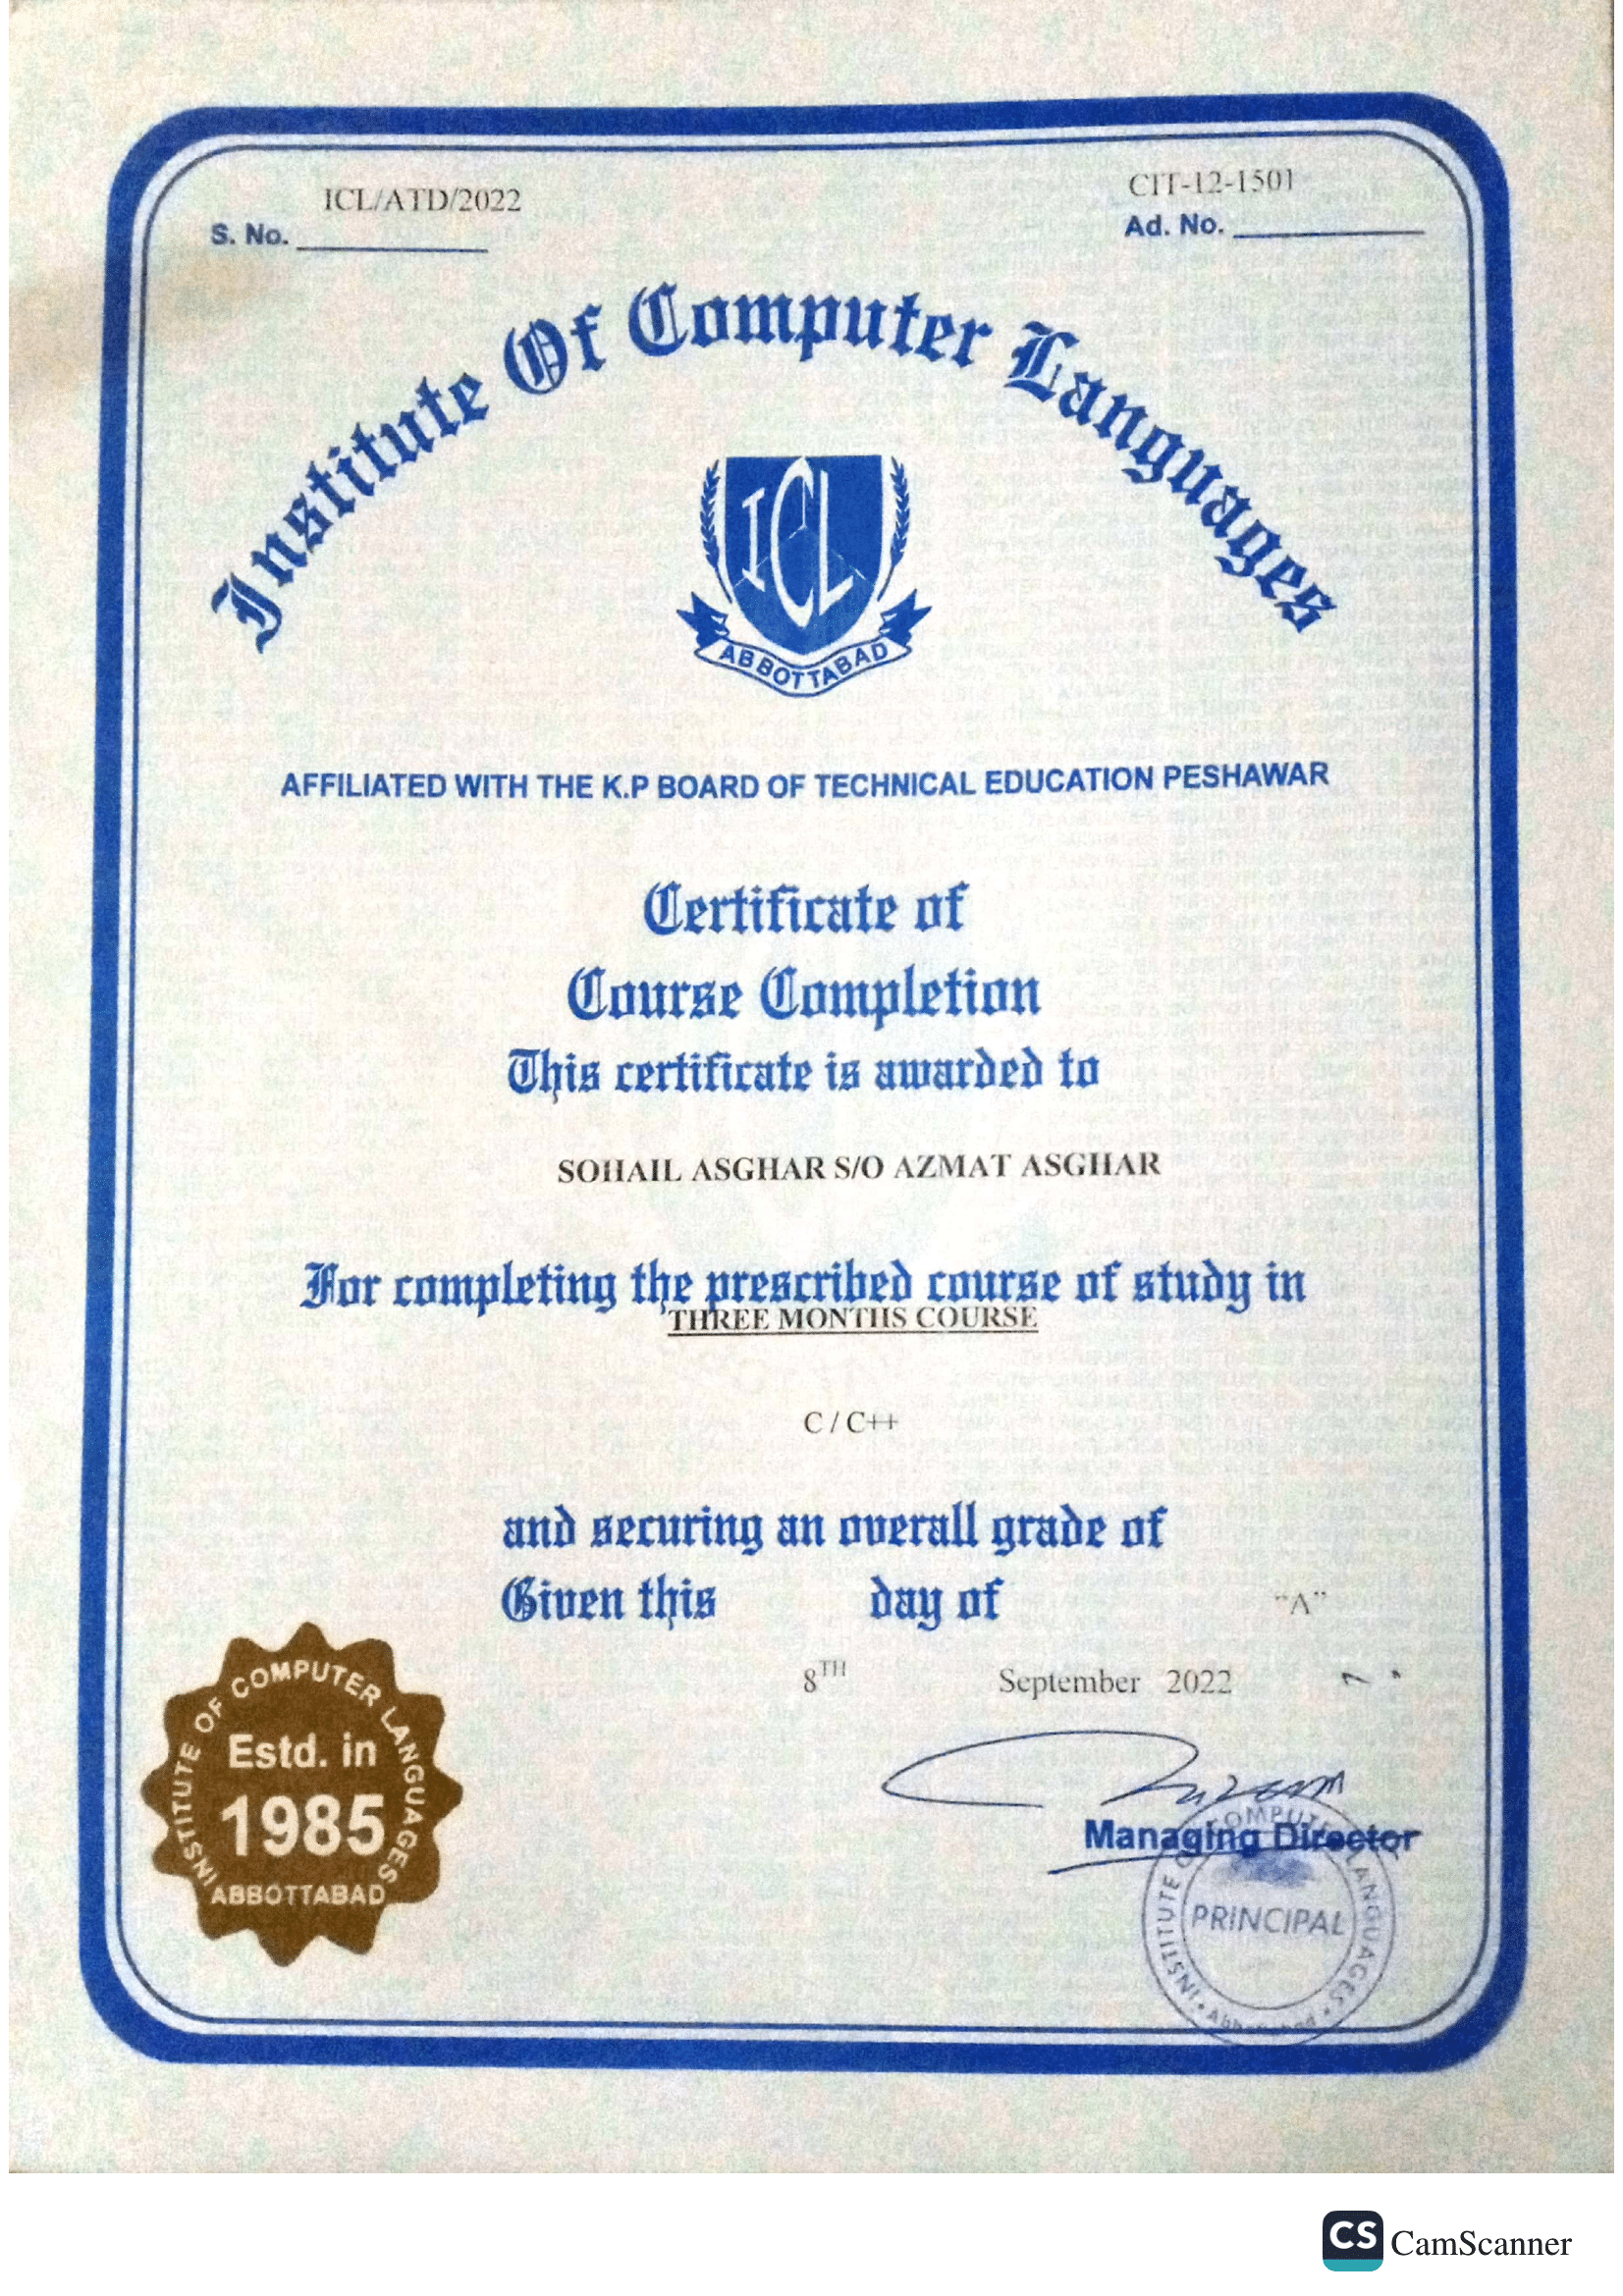 ICL/ATD/2022
S. No.
CIT-12-1501
Ad. No.
Institute Of Computer Languages
ICL
ABBOTTABAD
AFFILIATED WITH THE K.P BOARD OF TECHNICAL EDUCATION PESHAWAR
Certificate of
Course Completion
This certificate is awarded to
SOHAIL ASGHAR S/O AZMAT ASGHAR
For completing the prescribed course of study in
THREE MONTHS COURSE
C / C++
and securing an overall grade of
Given this day of "A"
8TH September 2022
INSTITUTE OF COMPUTER LANGUAGES
Estd. in
1985
ABBOTTABAD
Managing Director
INSTITUTE OF COMPUTER LANGUAGES
PRINCIPAL
Abbottabad
CS CamScanner